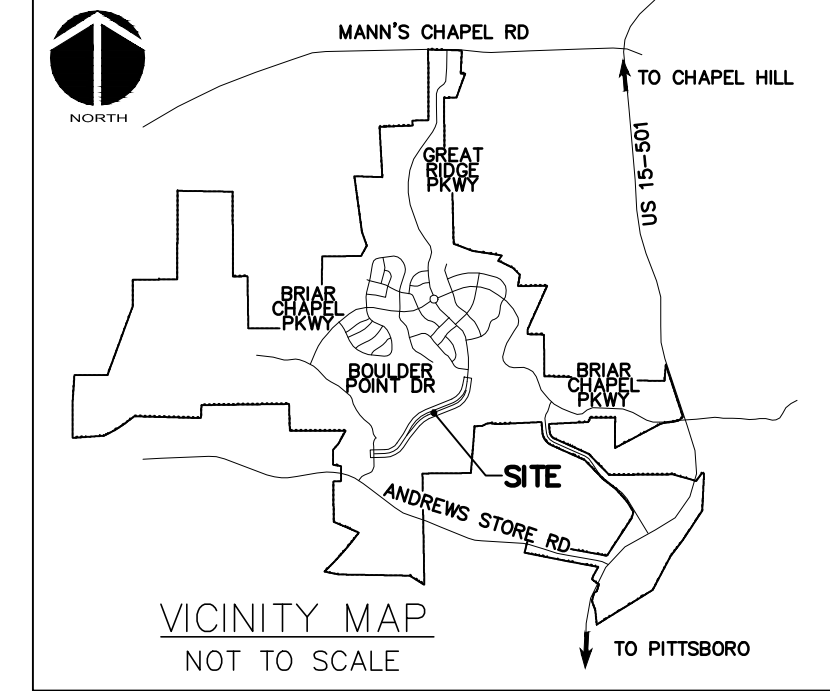 MANN'S CHAPEL RD
NORTH
TO CHAPEL HILL
US 15-501
GREAT
RIDGE
PKWY
BRIAR
CHAPEL
PKWY
BOULDER
POINT DR
BRIAR
CHAPEL
PKWY
SITE
ANDREWS STORE RD
VICINITY MAP
NOT TO SCALE
TO PITTSBORO